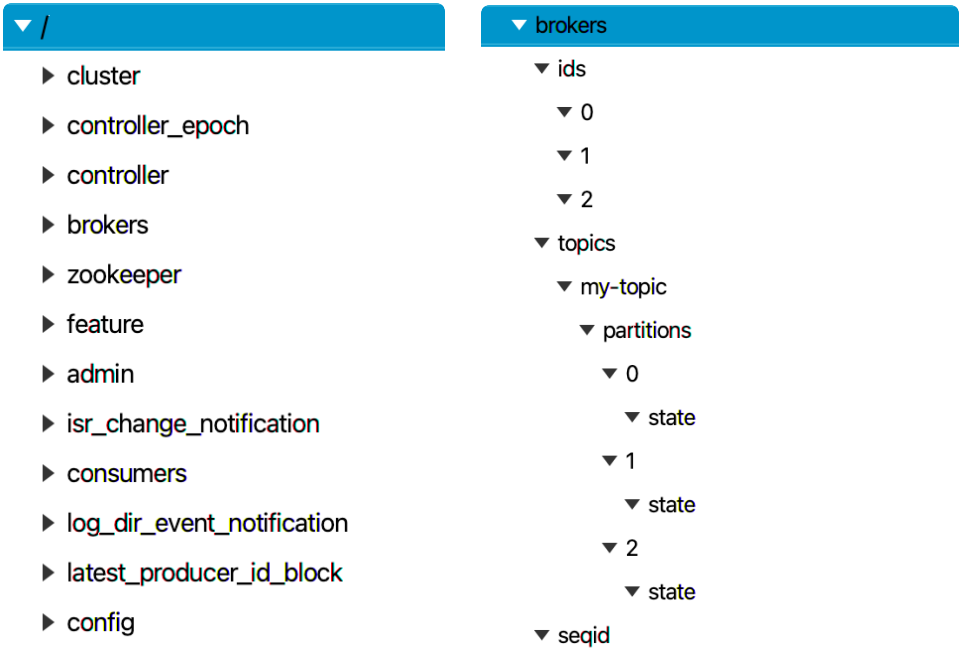 /
cluster
controller_epoch
controller
brokers
zookeeper
feature
admin
isr_change_notification
consumers
log_dir_event_notification
latest_producer_id_block
config
brokers
ids
0
1
2
topics
my-topic
partitions
0
state
1
state
2
state
seqid